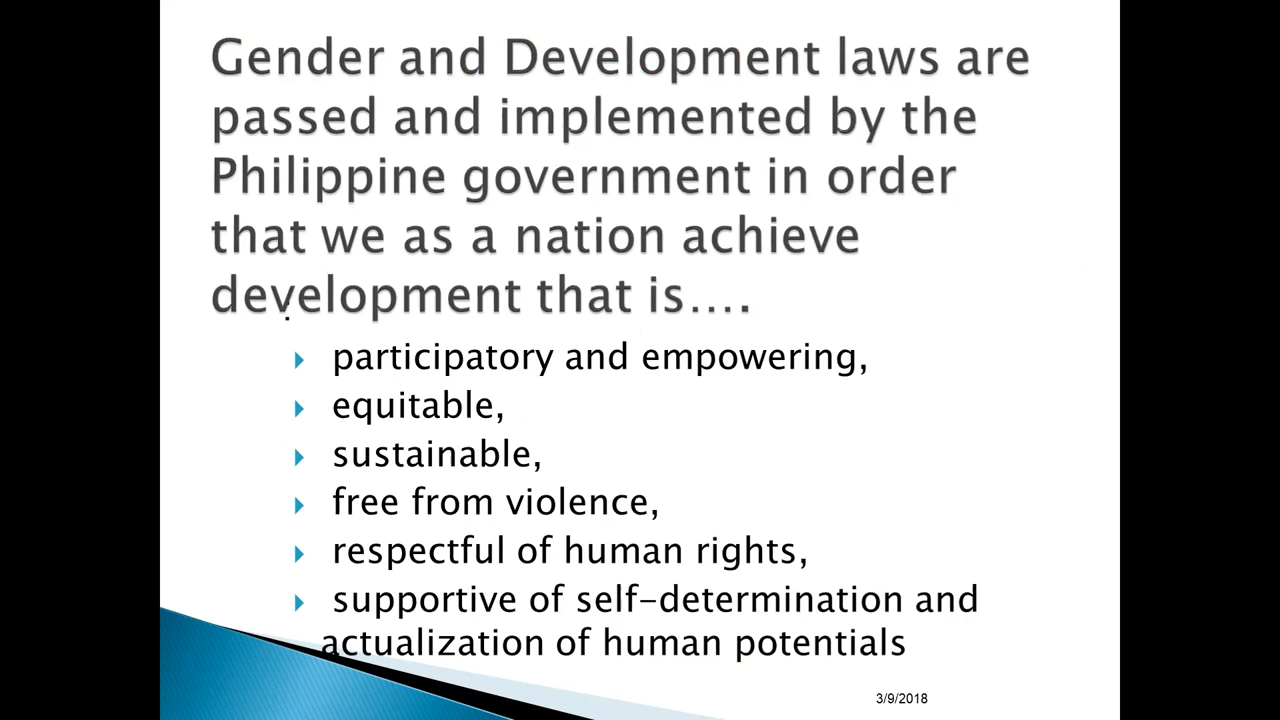 Gender and Development laws are
passed and implemented by the
Philippine government in order
that we as a nation achieve
development that is….
:
participatory and empowering,
equitable,
sustainable,
free from violence,
respectful of human rights,
supportive of self-determination and
actualization of human potentials
3/9/2018